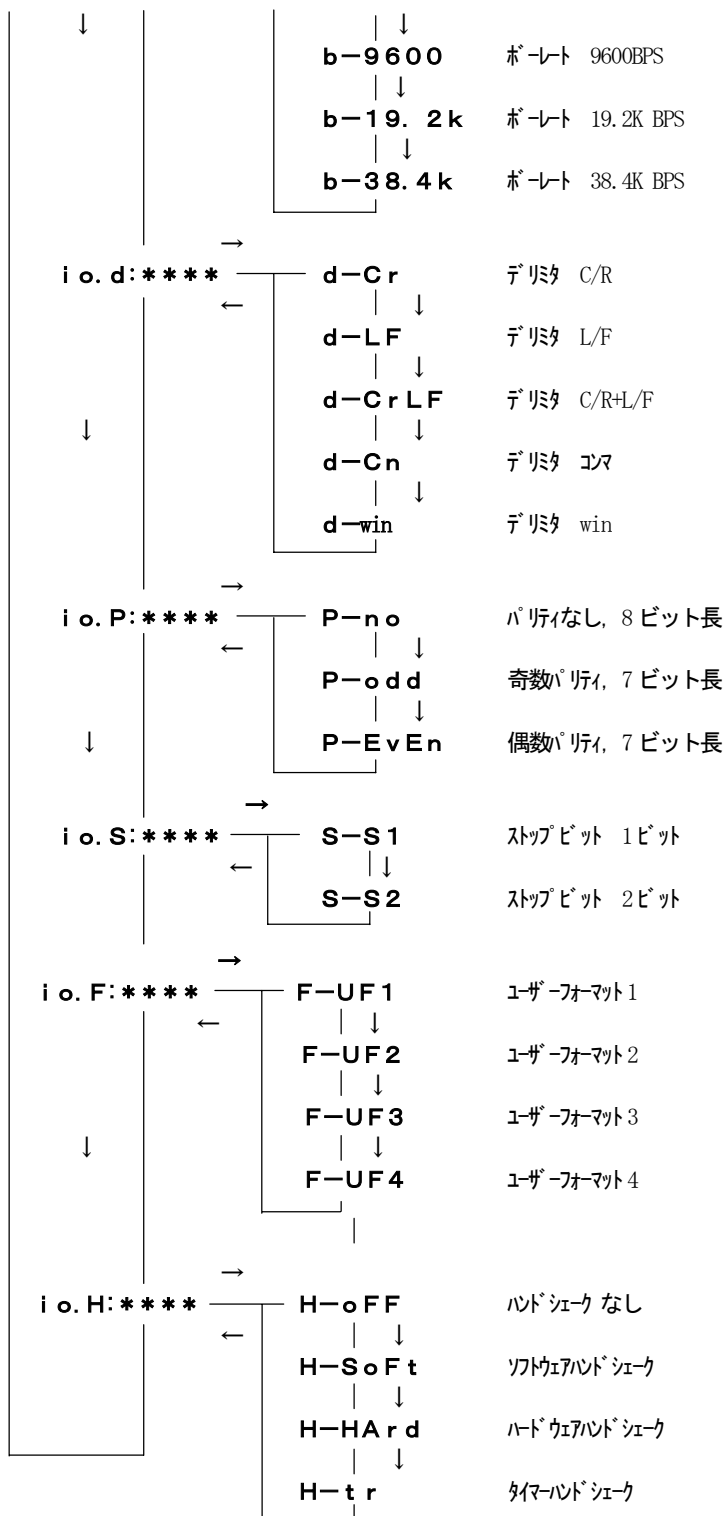 ↓ ↓
b－9600 ﾎﾞｰﾚｰﾄ 9600BPS
↓
b－19. 2k ﾎﾞｰﾚｰﾄ 19.2K BPS
↓
b－38.4k ﾎﾞｰﾚｰﾄ 38.4K BPS
→
io.d:**** d－Cr ﾃﾞﾘﾐﾀ C/R
← ↓
d－LF ﾃﾞﾘﾐﾀ L/F
↓
d－CrLF ﾃﾞﾘﾐﾀ C/R+L/F
↓ ↓
d－Cn ﾃﾞﾘﾐﾀ ｺﾝﾏ
↓
d－win ﾃﾞﾘﾐﾀ win
→
io.P:**** P－no ﾊﾟﾘﾃｨなし, 8 ビット長
← ↓
P－odd 奇数ﾊﾟﾘﾃｨ, 7 ビット長
↓
↓ P－EvEn 偶数ﾊﾟﾘﾃｨ, 7 ビット長
→
io.S:**** S－S1 ｽﾄｯﾌﾟﾋﾞｯﾄ 1ﾋﾞｯﾄ
← ↓
S－S2 ｽﾄｯﾌﾟﾋﾞｯﾄ 2ﾋﾞｯﾄ
→
io.F:**** F－UF1 ﾕｰｻﾞｰﾌｫｰﾏｯﾄ1
← ↓
F－UF2 ﾕｰｻﾞｰﾌｫｰﾏｯﾄ2
↓
F－UF3 ﾕｰｻﾞｰﾌｫｰﾏｯﾄ3
↓ ↓
F－UF4 ﾕｰｻﾞｰﾌｫｰﾏｯﾄ4
→
io.H:**** H－oFF ﾊﾝﾄﾞｼｪｰｸ なし
← ↓
H－SoFt ｿﾌﾄｳｪｱﾊﾝﾄﾞｼｪｰｸ
↓
H－HArd ﾊｰﾄﾞｳｪｱﾊﾝﾄﾞｼｪｰｸ
↓
H－tr ﾀｲﾏｰﾊﾝﾄﾞｼｪｰｸ